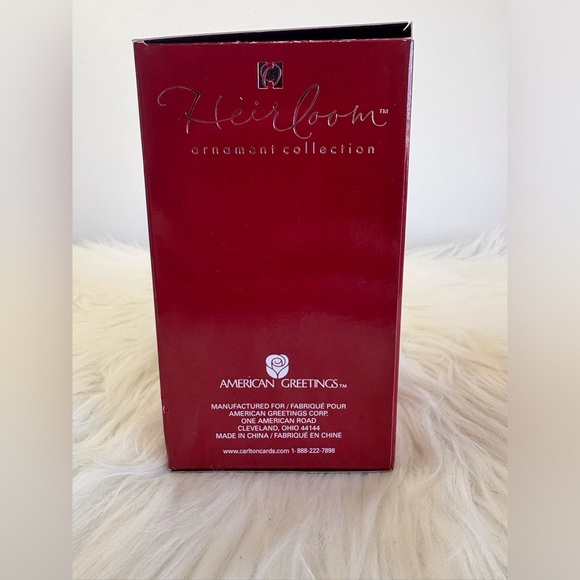 Heirloom™
ornament collection
AMERICAN GREETINGS™
MANUFACTURED FOR / FABRIQUÉ POUR
AMERICAN GREETINGS CORP.
ONE AMERICAN ROAD
CLEVELAND, OHIO 44144
MADE IN CHINA / FABRIQUÉ EN CHINE
www.carltoncards.com 1-888-222-7898